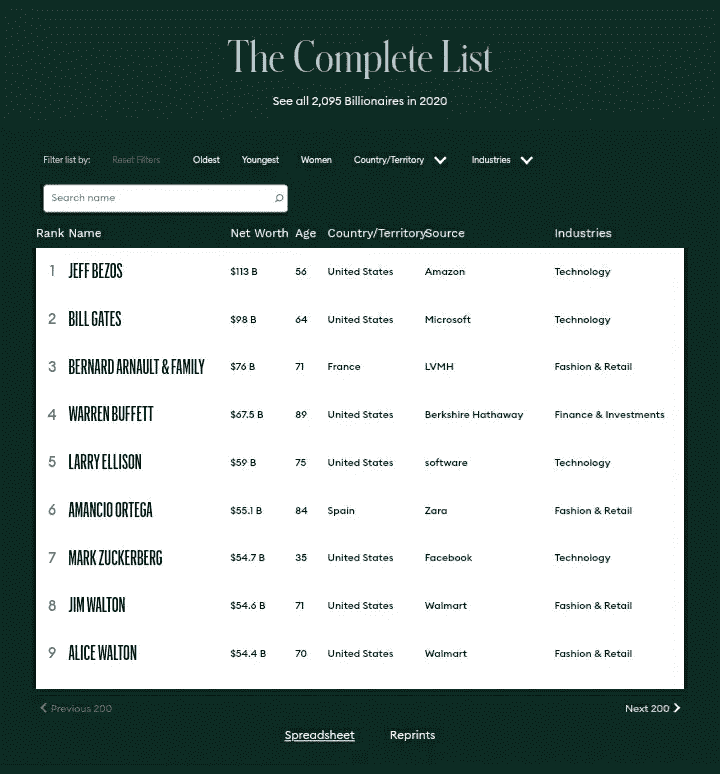 The Complete List
See all 2,095 Billionaires in 2020
Filter list by: Reset Filters Oldest Youngest Women Country/Territory Industries
Search name
Rank Name Net Worth Age Country/Territory Source Industries
1 JEFF BEZOS $113 B 56 United States Amazon Technology
2 BILL GATES $98 B 64 United States Microsoft Technology
3 BERNARD ARNAULT & FAMILY $76 B 71 France LVMH Fashion & Retail
4 WARREN BUFFETT $67.5 B 89 United States Berkshire Hathaway Finance & Investments
5 LARRY ELLISON $59 B 75 United States software Technology
6 AMANCIO ORTEGA $55.1 B 84 Spain Zara Fashion & Retail
7 MARK ZUCKERBERG $54.7 B 35 United States Facebook Technology
8 JIM WALTON $54.6 B 71 United States Walmart Fashion & Retail
9 ALICE WALTON $54.4 B 70 United States Walmart Fashion & Retail
Previous 200 Next 200
Spreadsheet Reprints